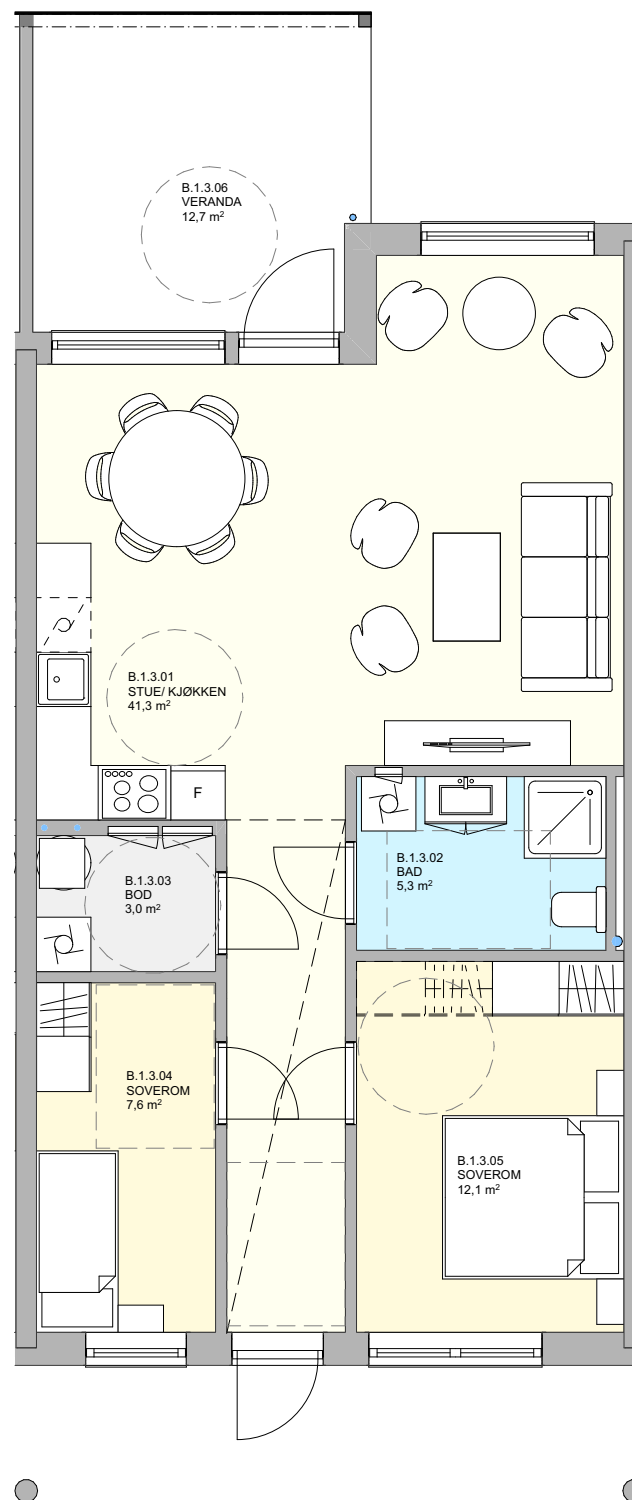 B.1.3.06
VERANDA
12,7 m²
B.1.3.01
STUE/ KJØKKEN
41,3 m²
F
B.1.3.02
BAD
5,3 m²
B.1.3.03
BOD
3,0 m²
B.1.3.04
SOVEROM
7,6 m²
B.1.3.05
SOVEROM
12,1 m²